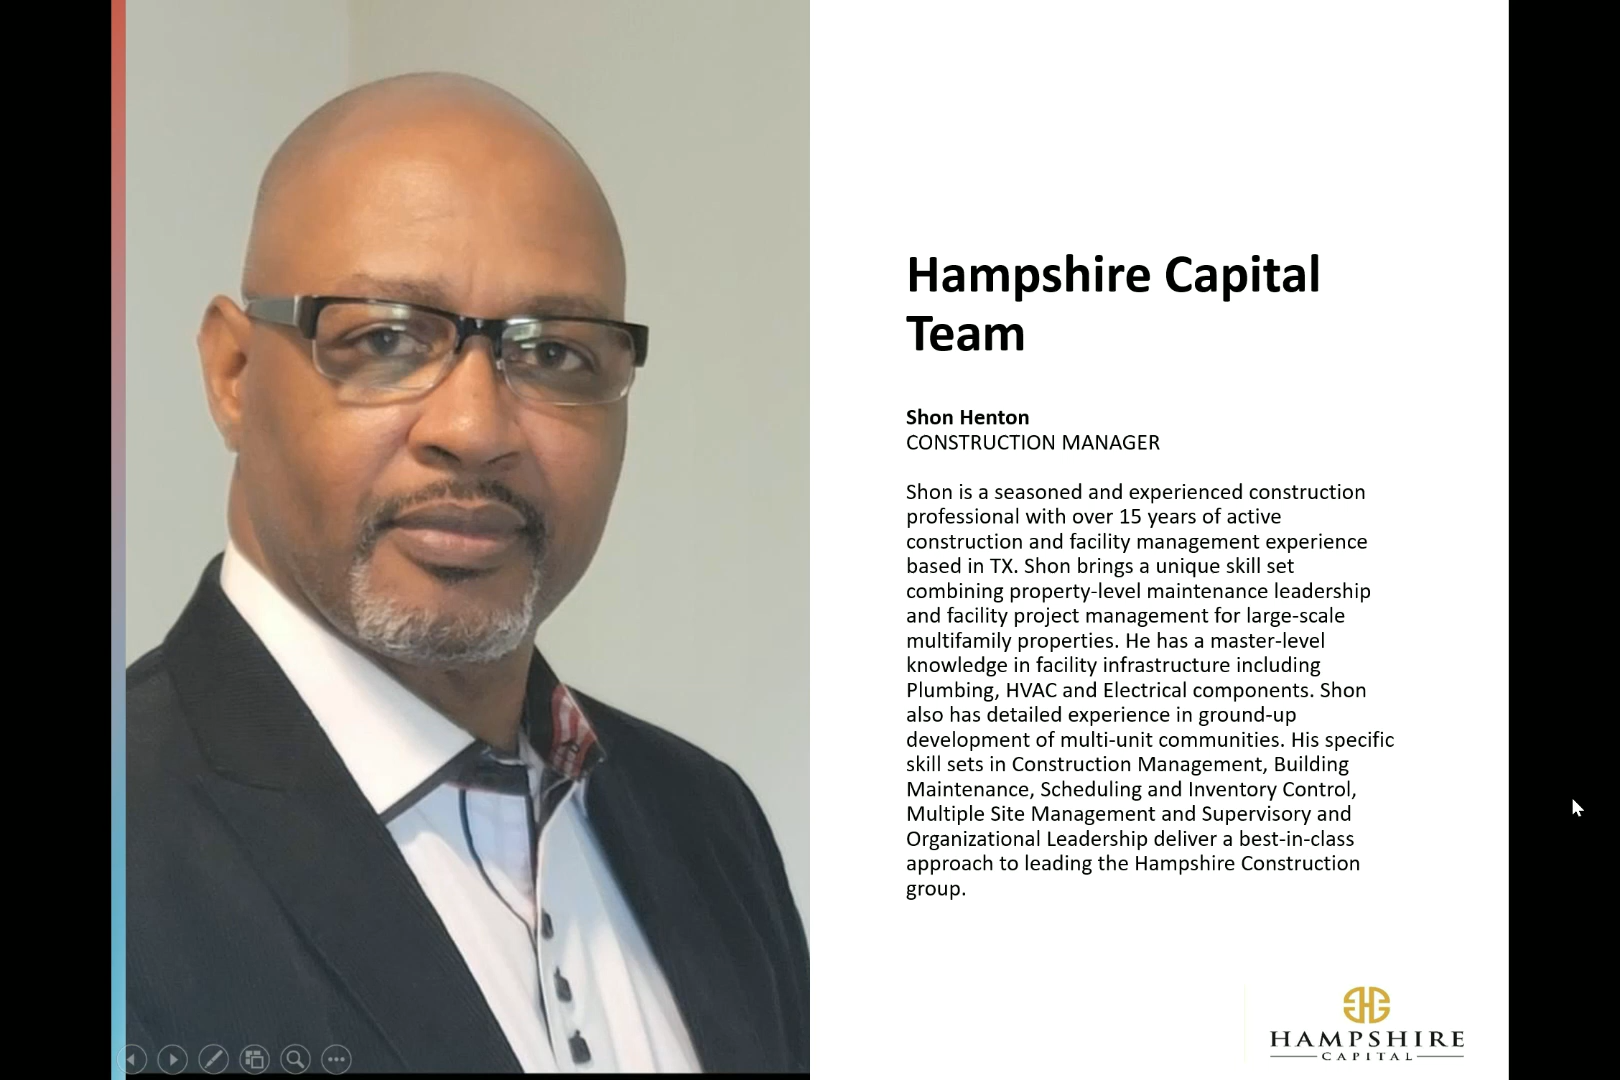 Hampshire Capital
Team
Shon Henton
CONSTRUCTION MANAGER
Shon is a seasoned and experienced construction
professional with over 15 years of active
construction and facility management experience
based in TX. Shon brings a unique skill set
combining property-level maintenance leadership
and facility project management for large-scale
multifamily properties. He has a master-level
knowledge in facility infrastructure including
Plumbing, HVAC and Electrical components. Shon
also has detailed experience in ground-up
development of multi-unit communities. His specific
skill sets in Construction Management, Building
Maintenance, Scheduling and Inventory Control,
Multiple Site Management and Supervisory and
Organizational Leadership deliver a best-in-class
approach to leading the Hampshire Construction
group.
HAMPSHIRE
CAPITAL